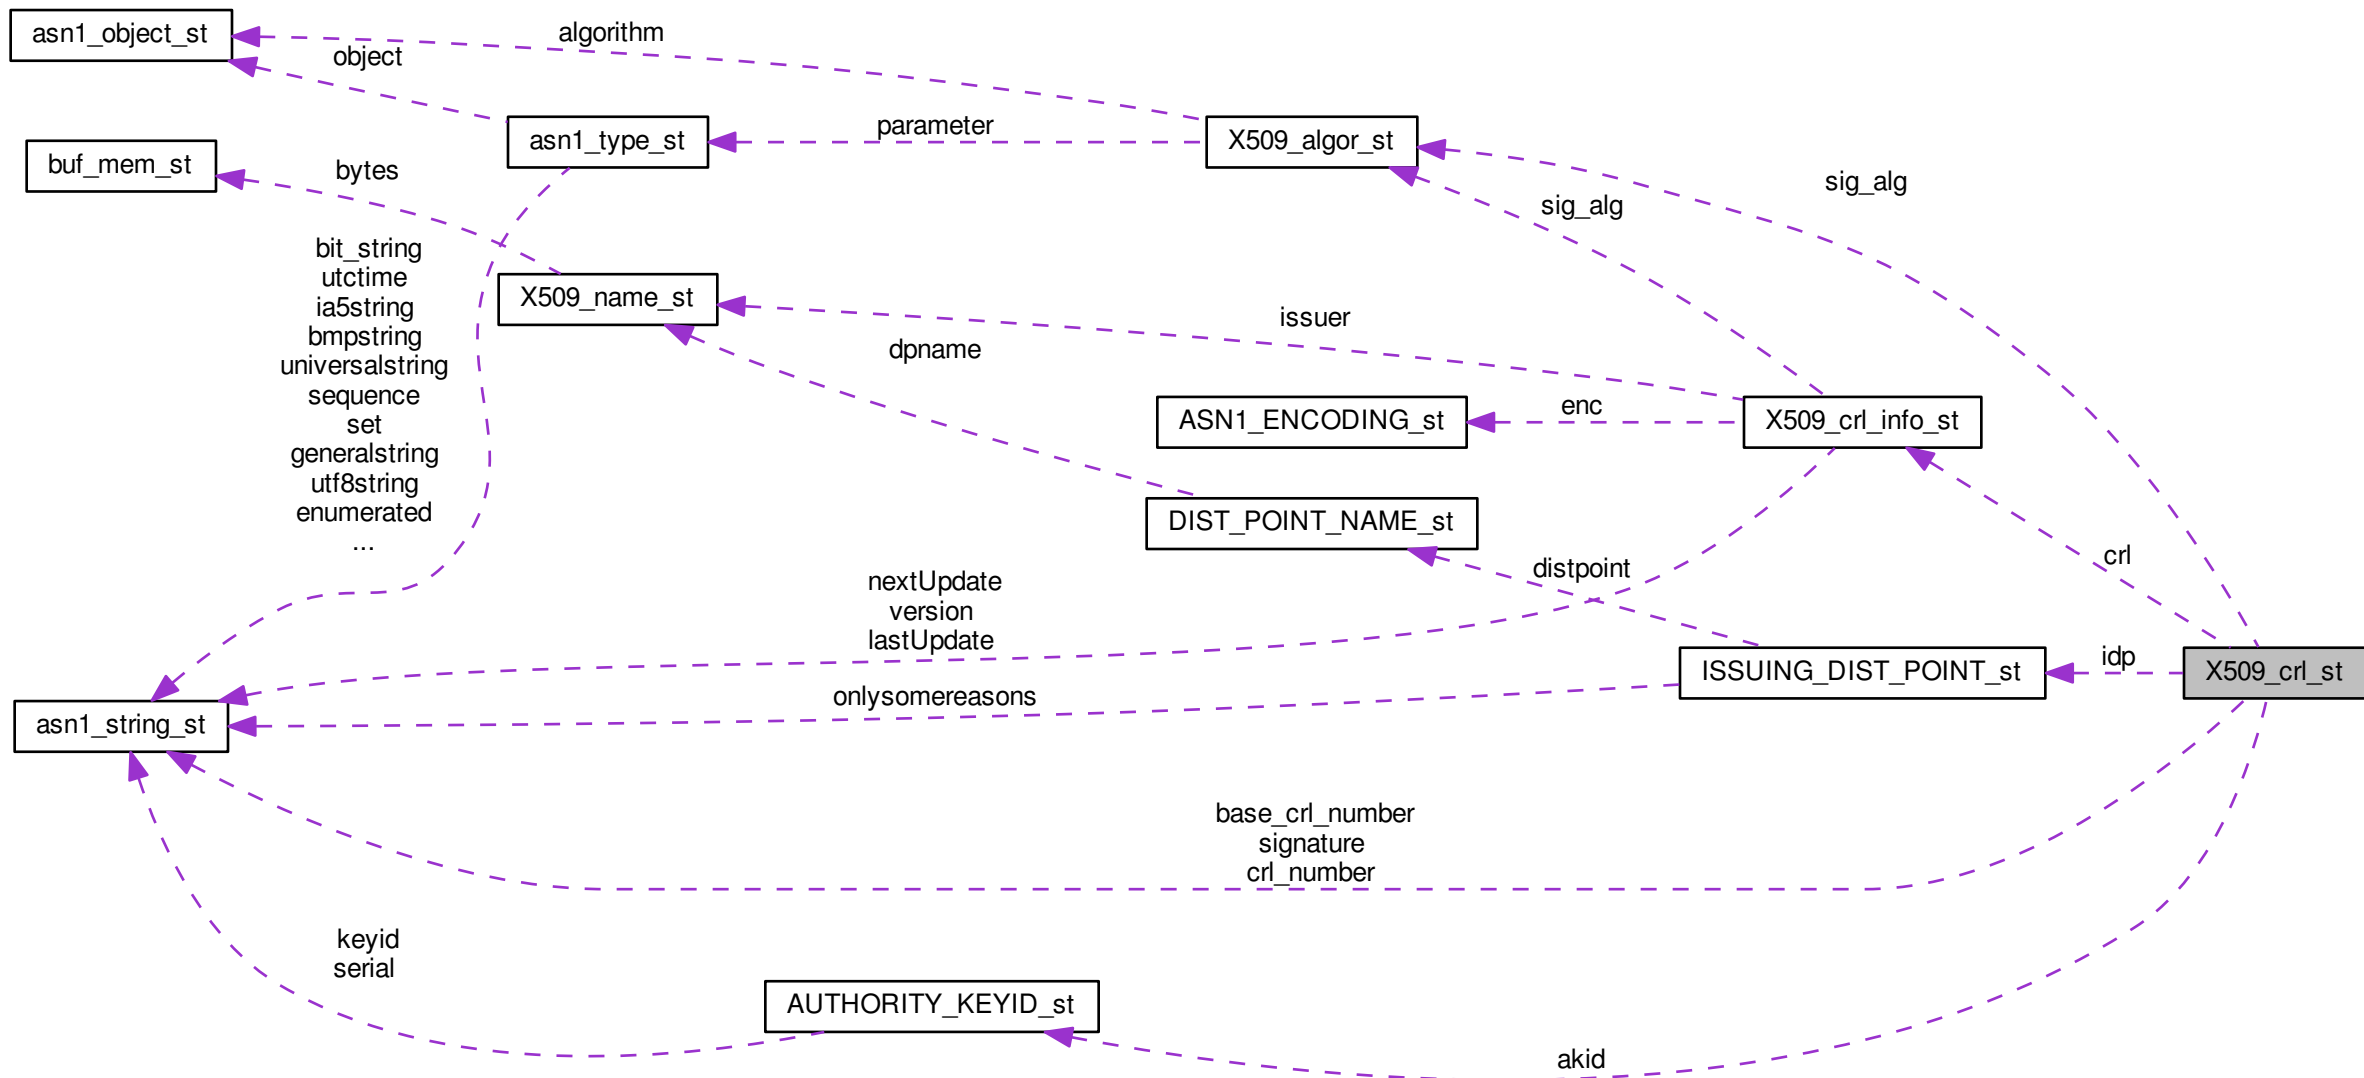 asn1_object_st
algorithm
object
asn1_type_st
parameter
X509_algor_st
buf_mem_st
bytes
sig_alg
sig_alg
bit_string
utctime
ia5string
bmpstring
universalstring
sequence
set
generalstring
utf8string
enumerated
...
X509_name_st
issuer
dpname
ASN1_ENCODING_st
enc
X509_crl_info_st
DIST_POINT_NAME_st
distpoint
crl
nextUpdate
version
lastUpdate
ISSUING_DIST_POINT_st
idp
X509_crl_st
onlysomereasons
asn1_string_st
base_crl_number
signature
crl_number
keyid
serial
AUTHORITY_KEYID_st
akid